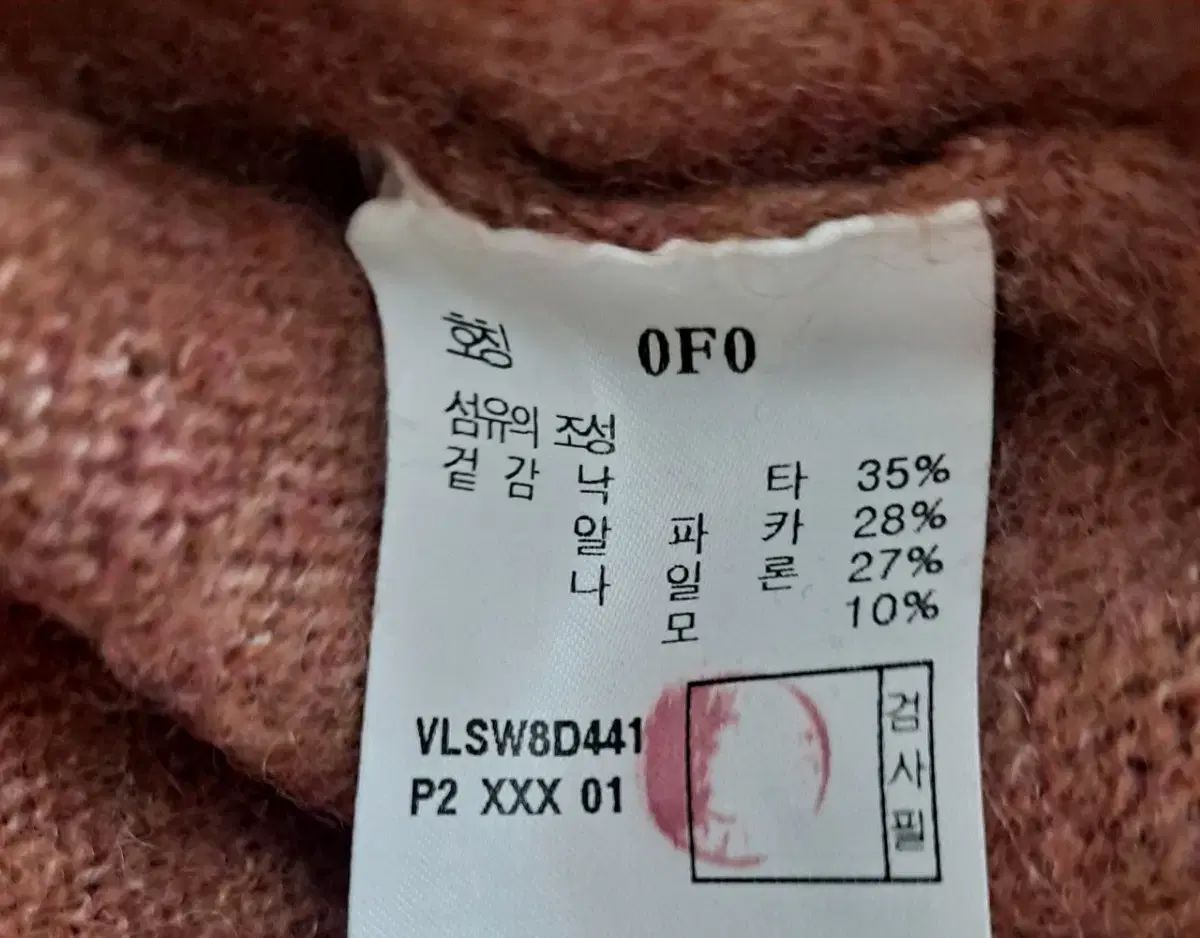 호칭 0F0
섬유의 조성
겉 감 낙 타 35%
알 파 카 28%
나 일 론 27%
모 10%
VLSW8D441
P2 XXX 01
검사필